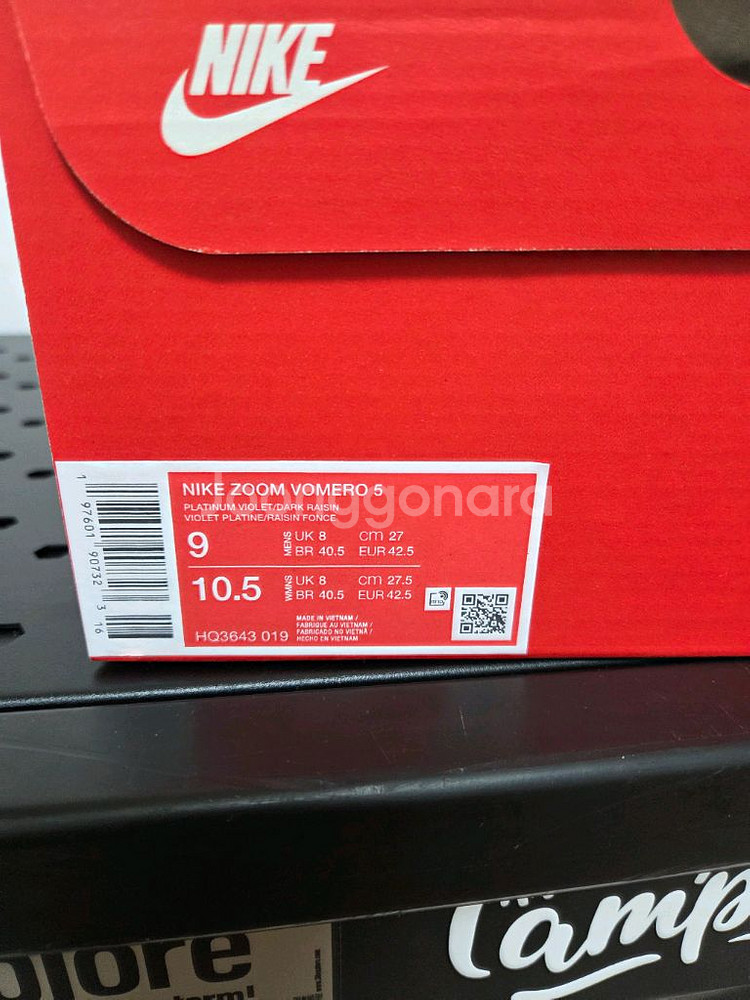 NIKE
NIKE ZOOM VOMERO 5
PLATINUM VIOLET/DARK RAISIN
VIOLET PLATINE/RAISIN FONCE
9
MENS
UK 8
CM 27
BR 40.5
EUR 42.5
10.5
WMNS
UK 8
CM 27.5
BR 40.5
EUR 42.5
HQ3643 019
MADE IN VIETNAM /
FABRIQUE AU VIETNAM /
FABRICADO NO VIETNÃ /
HECHO EN VIETNAM
1 97601 90732 3 16
joonggonara